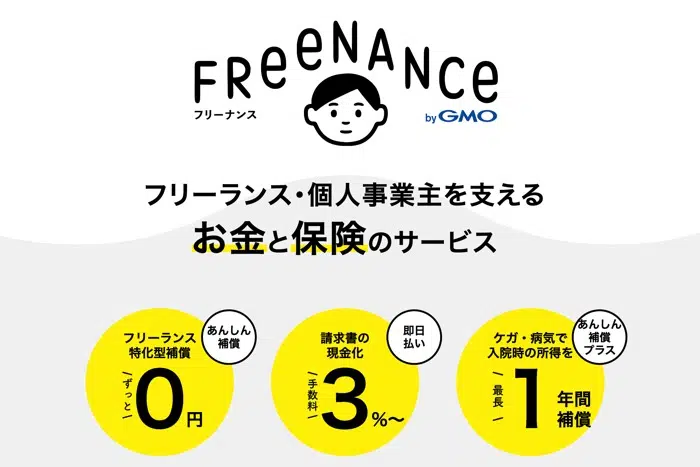 FReeNANCe
フリーナンス
by GMO
フリーランス・個人事業主を支える
お金と保険のサービス
フリーランス
特化型補償
あんしん
補償
\ずっと/
0円
請求書の
現金化
即日
払い
\手数料/
3%〜
ケガ・病気で
入院時の所得を
あんしん
補償
プラス
\最長/
1年間
補償